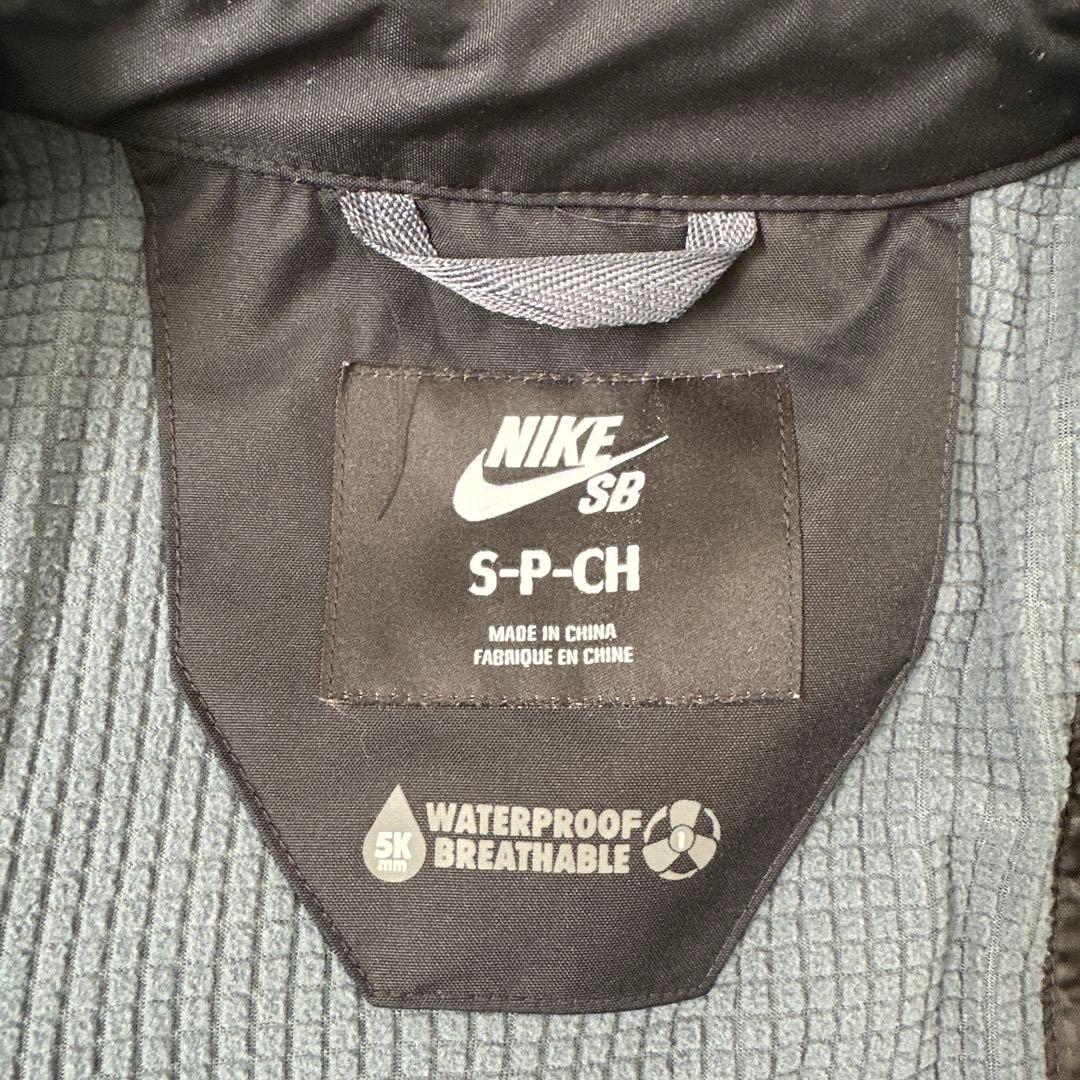 NIKE
SB
S-P-CH
MADE IN CHINA
FABRIQUE EN CHINE
5K
mm
WATERPROOF
BREATHABLE
1